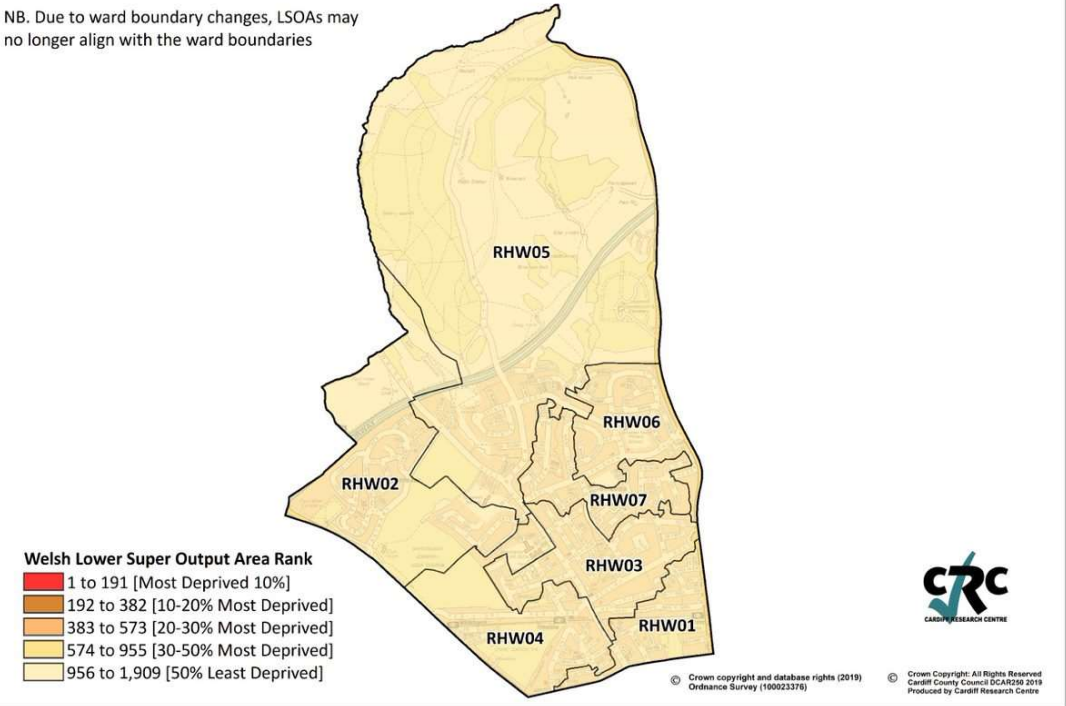 NB. Due to ward boundary changes, LSOAs may
no longer align with the ward boundaries
RHW05
RHW06
RHW02
RHW07
RHW03
RHW01
RHW04
Welsh Lower Super Output Area Rank
1 to 191 [Most Deprived 10%]
192 to 382 [10-20% Most Deprived]
383 to 573 [20-30% Most Deprived]
574 to 955 [30-50% Most Deprived]
956 to 1,909 [50% Least Deprived]
CRC
CARDIFF RESEARCH CENTRE
© Crown copyright and database rights (2019)
Ordnance Survey (100023376)
© Crown Copyright: All Rights Reserved
Cardiff County Council DCAR250 2019
Produced by Cardiff Research Centre